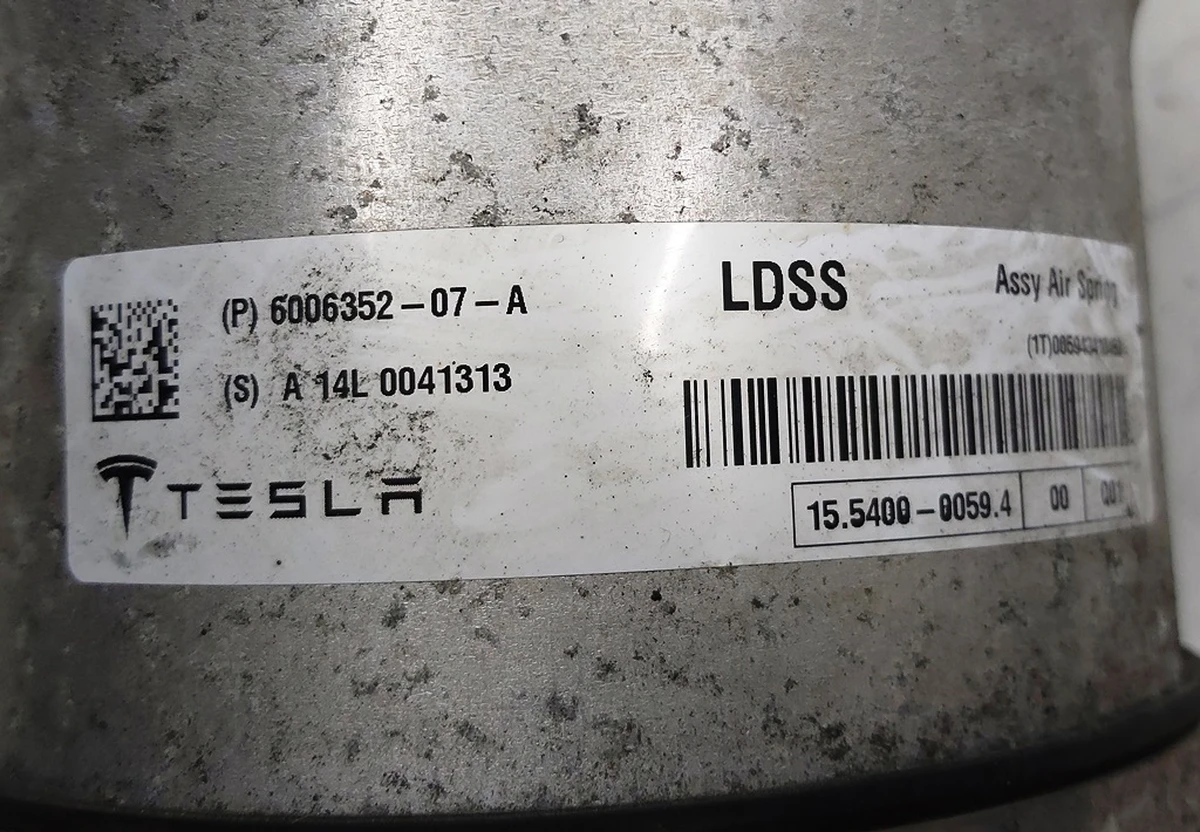 (P) 6006352-07-A
(S) A 14L 0041313
TESLA
LDSS
Assy Air Spring
15.5400-0059.4 00